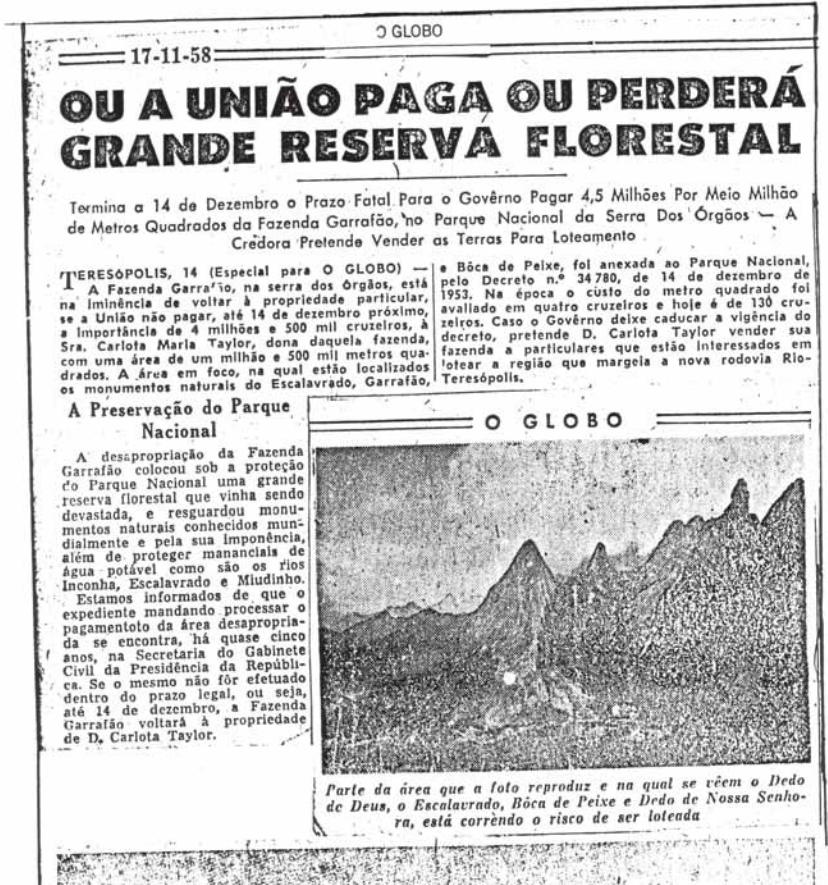 O GLOBO
17-11-58
OU A UNIÃO PAGA OU PERDERÁ
GRANDE RESERVA FLORESTAL
Termina a 14 de Dezembro o Prazo Fatal Para o Govêrno Pagar 4,5 Milhões Por Meio Milhão
de Metros Quadrados da Fazenda Garrafão, no Parque Nacional da Serra Dos Órgãos — A
Credora Pretende Vender as Terras Para Loteamento
TERESÓPOLIS, 14 (Especial para O GLOBO) —
A Fazenda Garrafão, na serra dos Órgãos, está
na iminência de voltar à propriedade particular,
se a União não pagar, até 14 de dezembro próximo,
a importância de 4 milhões e 500 mil cruzeiros, à
Sra. Carlota Maria Taylor, dona daquela fazenda,
com uma área de um milhão e 500 mil metros qua-
drados. A área em foco, na qual estão localizados
os monumentos naturais do Escalavrado, Garrafão,
e Bôca de Peixe, foi anexada ao Parque Nacional,
pelo Decreto n.º 34 780, de 14 de dezembro de
1953. Na época o custo do metro quadrado foi
avaliado em quatro cruzeiros e hoje é de 130 cru-
zeiros. Caso o Govêrno deixe caducar a vigência do
decreto, pretende D. Carlota Taylor vender sua
fazenda a particulares que estão interessados em
lotear a região que margeia a nova rodovia Rio-
Teresópolis.
A Preservação do Parque
Nacional
A desapropriação da Fazenda
Garrafão colocou sob a proteção
do Parque Nacional uma grande
reserva florestal que vinha sendo
devastada, e resguardou monu-
mentos naturais conhecidos mun-
dialmente e pela sua imponência,
além de proteger mananciais de
água potável como são os rios
Inconha, Escalavrado e Miudinho.
Estamos informados de que o
expediente mandando processar o
pagamentoto da área desapropria-
da se encontra, há quase cinco
anos, na Secretaria do Gabinete
Civil da Presidência da Repúbli-
ca. Se o mesmo não fôr efetuado
dentro do prazo legal, ou seja,
até 14 de dezembro, a Fazenda
Garrafão voltará à propriedade
de D. Carlota Taylor.
O GLOBO
Parte da área que a foto reproduz e na qual se vêem o Dedo
de Deus, o Escalavrado, Bôca de Peixe e Dedo de Nossa Senho-
ra, está correndo o risco de ser loteada